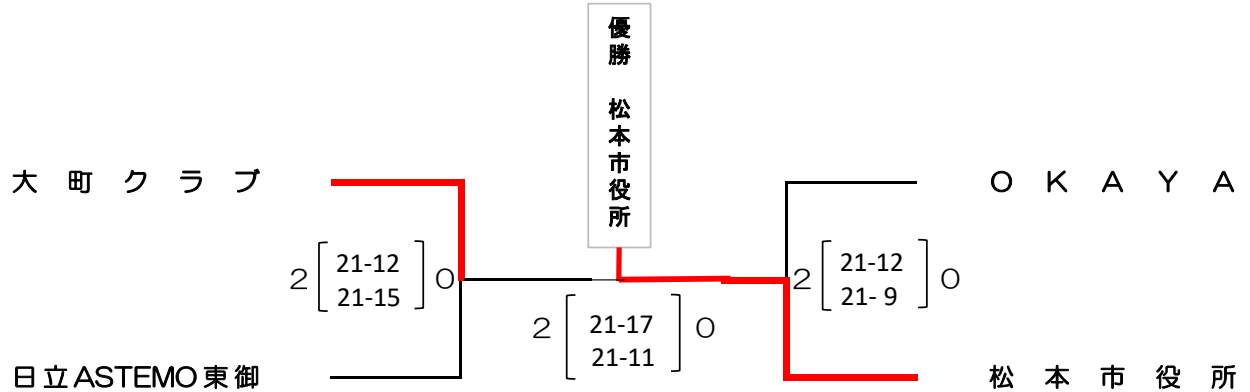 優勝 松本市役所
大町クラブ
OKAYA
2 [21-12 21-15] 0
2 [21-12 21- 9] 0
2 [21-17 21-11] 0
日立ASTEMO東御
松本市役所